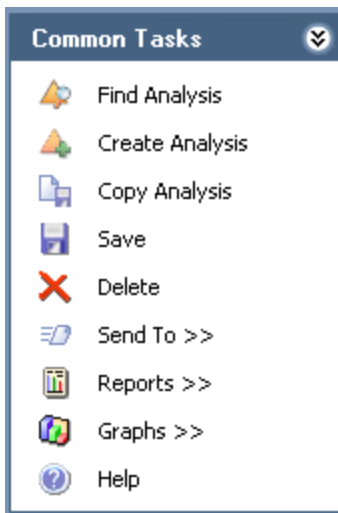 Common Tasks
Find Analysis
Create Analysis
Copy Analysis
Save
Delete
Send To >>
Reports >>
Graphs >>
Help